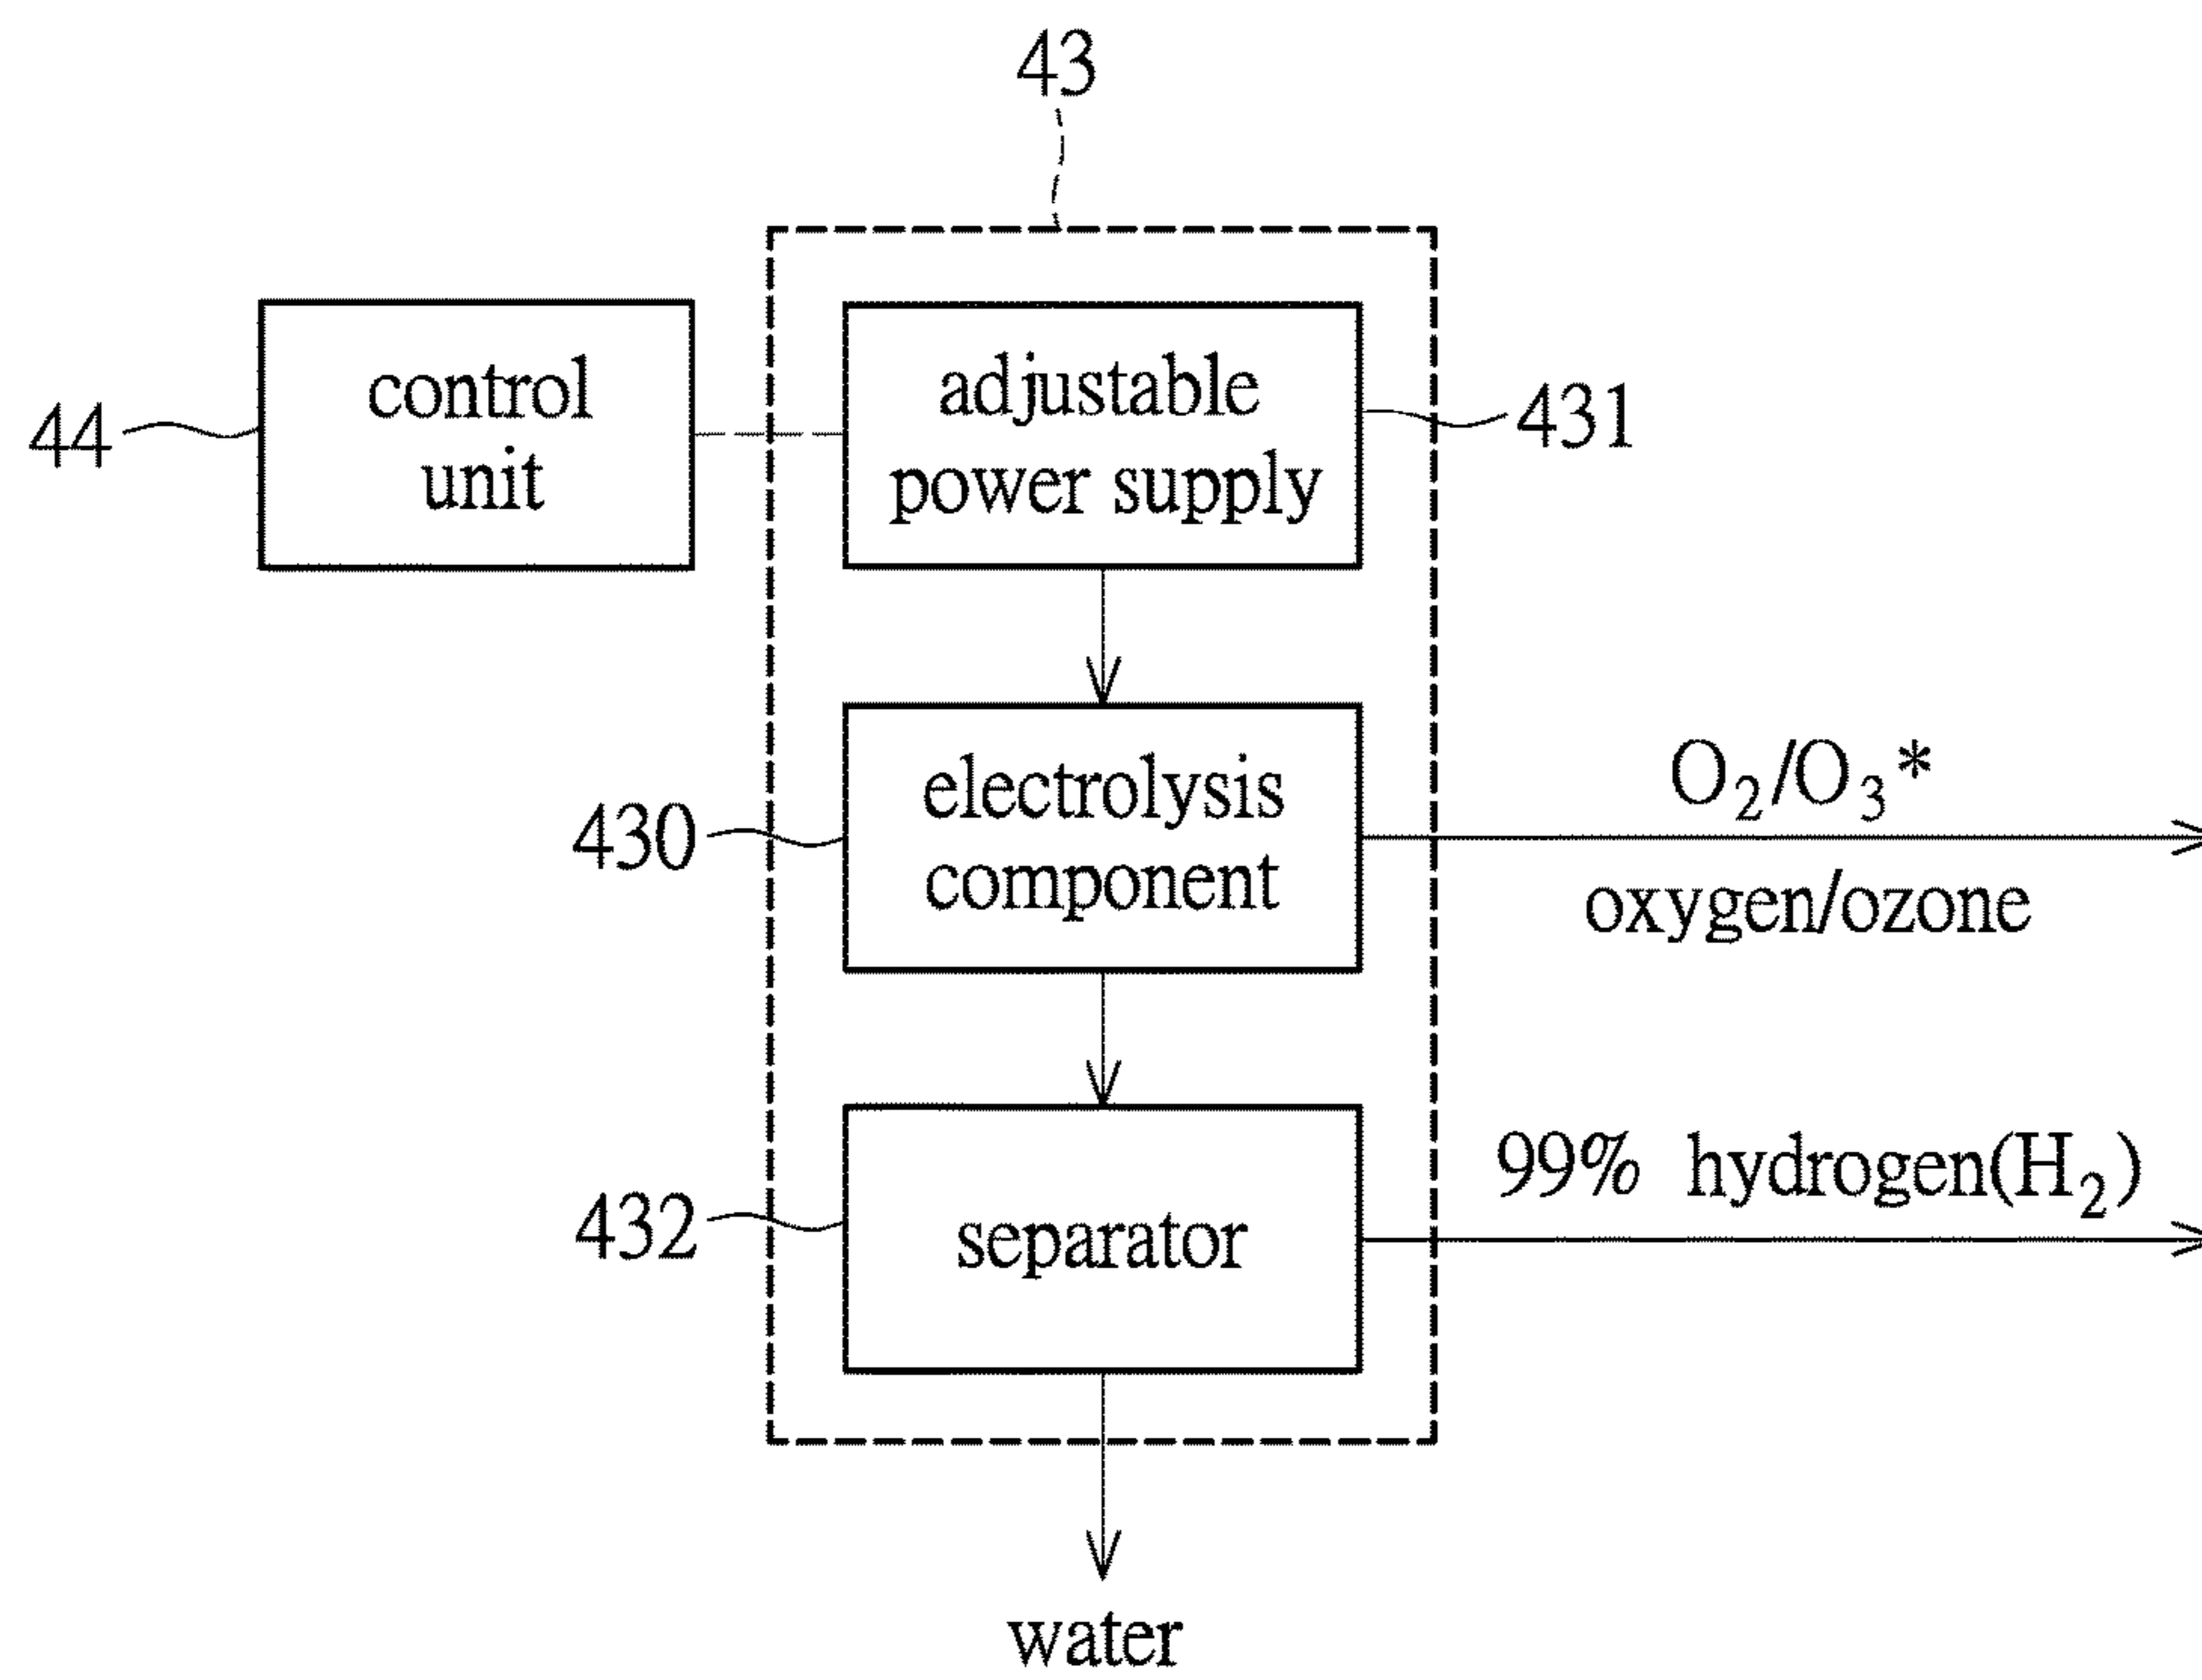 43
control
unit
44
adjustable
power supply
431
electrolysis
component
430
O₂/O₃*
oxygen/ozone
separator
432
99% hydrogen(H₂)
water